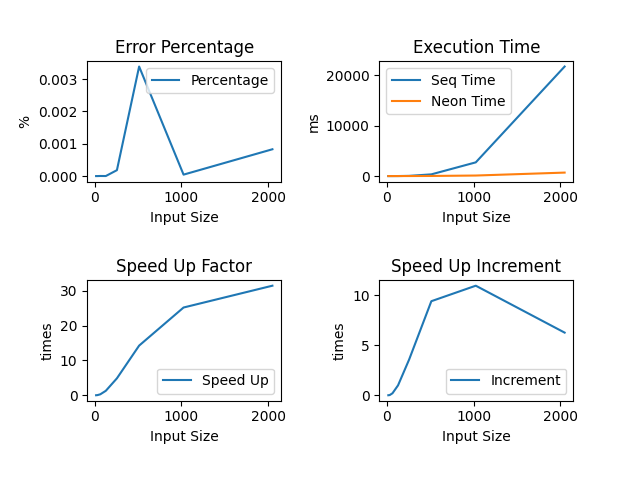 Error Percentage
%
0.003
0.002
0.001
0.000
Percentage
0
1000
2000
Input Size
Execution Time
ms
20000
10000
0
Seq Time
Neon Time
0
1000
2000
Input Size
Speed Up Factor
times
30
20
10
0
Speed Up
0
1000
2000
Input Size
Speed Up Increment
times
10
5
0
Increment
0
1000
2000
Input Size